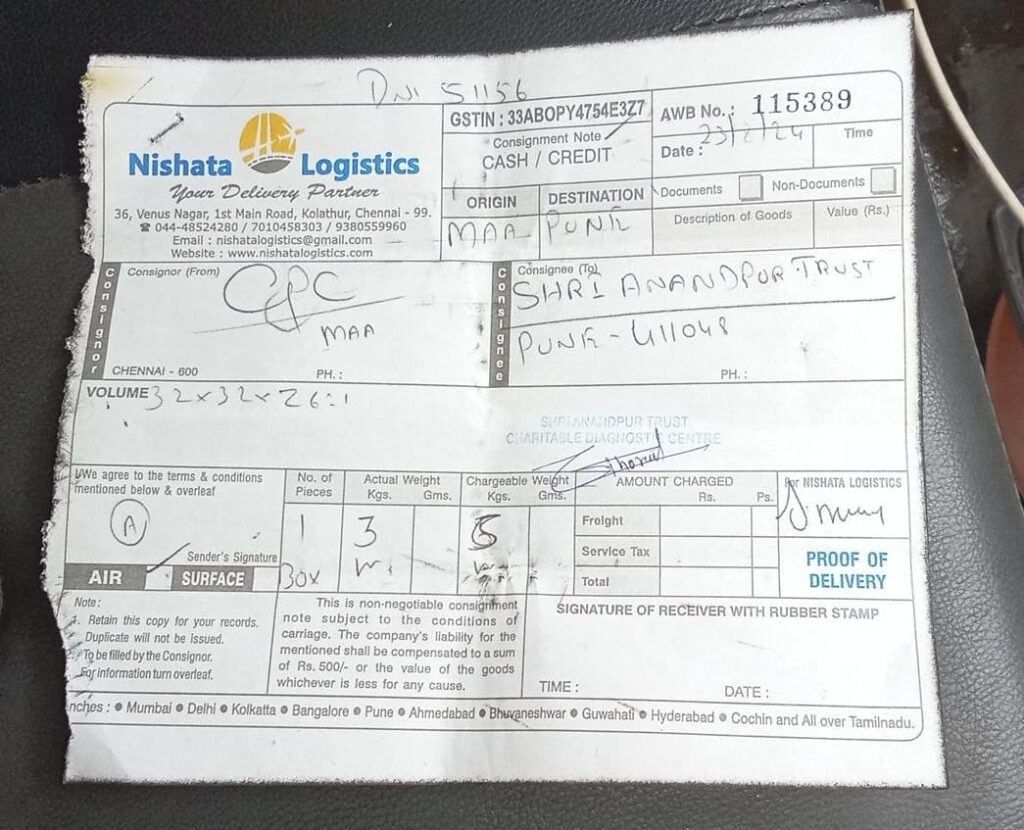 DNI 51156
Nishata Logistics
Your Delivery Partner
36, Venus Nagar, 1st Main Road, Kolathur, Chennai - 99.
☎ 044-48524280 / 7010458303 / 9380559960
Email : nishatalogistics@gmail.com
Website : www.nishatalogistics.com
GSTIN : 33ABOPY4754E3Z7
Consignment Note
CASH / CREDIT
ORIGIN DESTINATION
MAA PUNE
AWB No.: 115389
Date : 23/2/24 Time
Documents Non-Documents
Description of Goods Value (Rs.)
Consignor
Consignor (From)
CPC
MAA
CHENNAI - 600 PH. :
Consignee
Consignee (To)
SHRI ANANDPUR TRUST
PUNE - 411048
PH. :
VOLUME 32x32x26=1
SHRI ANANDPUR TRUST
CHARITABLE DIAGNOSTIC CENTRE
I/We agree to the terms & conditions
mentioned below & overleaf
A
Sender's Signature
AIR SURFACE
No. of
Pieces
1
Box
Actual Weight
Kgs. Gms.
3
Chargeable Weight
Kgs. Gms.
5
AMOUNT CHARGED
Rs. Ps.
Freight
Service Tax
Total
For NISHATA LOGISTICS
PROOF OF
DELIVERY
Note:
1. Retain this copy for your records.
Duplicate will not be issued.
To be filled by the Consignor.
For information turn overleaf.
This is non-negotiable consignment
note subject to the conditions of
carriage. The company's liability for the
mentioned shall be compensated to a sum
of Rs. 500/- or the value of the goods
whichever is less for any cause.
SIGNATURE OF RECEIVER WITH RUBBER STAMP
TIME : DATE :
nches : ● Mumbai ● Delhi ● Kolkatta ● Bangalore ● Pune ● Ahmedabad ● Bhuvaneshwar ● Guwahati ● Hyderabad ● Cochin and All over Tamilnadu.